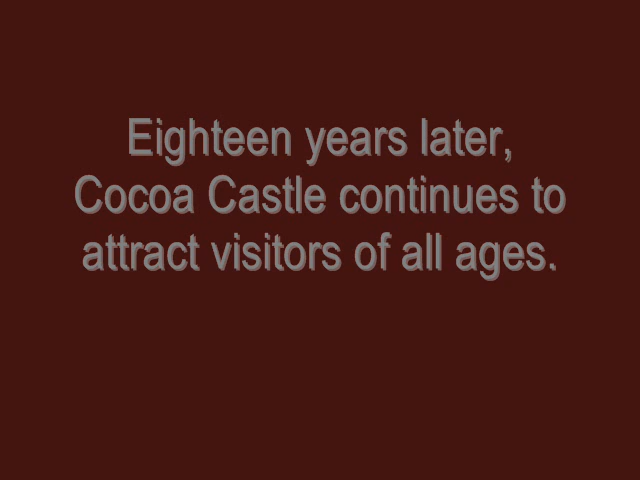 Eighteen years later,
Cocoa Castle continues to
attract visitors of all ages.